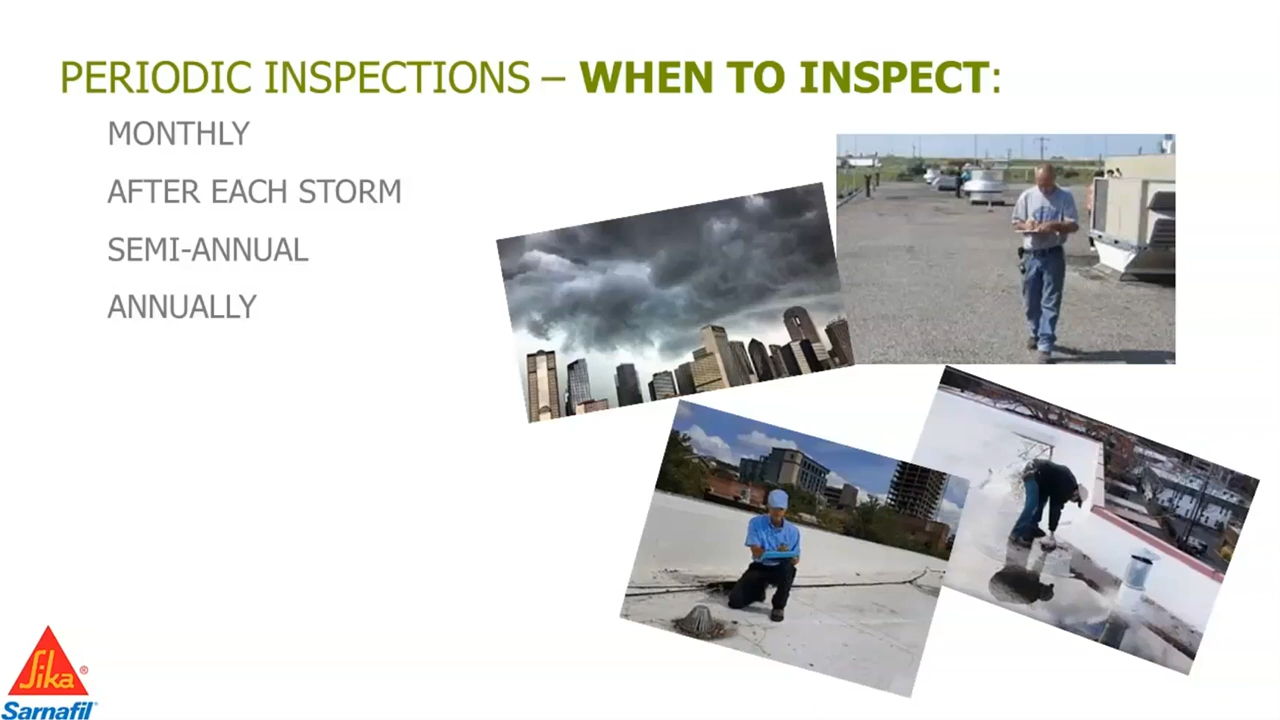 PERIODIC INSPECTIONS – WHEN TO INSPECT:
MONTHLY
AFTER EACH STORM
SEMI-ANNUAL
ANNUALLY
Sika®
Sarnafil®